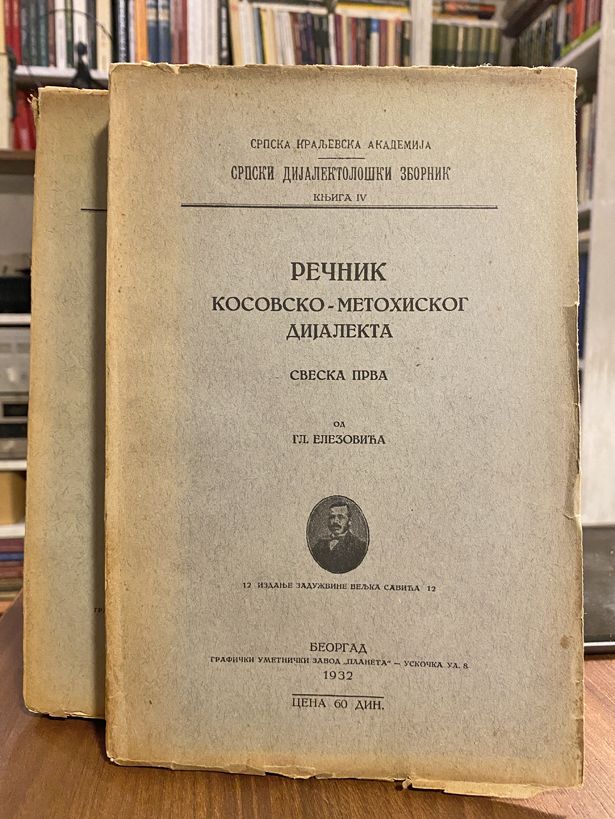 СРПСКА КРАЉЕВСКА АКАДЕМИЈА
СРПСКИ ДИЈАЛЕКТОЛОШКИ ЗБОРНИК
КЊИГА IV
РЕЧНИК
КОСОВСКО-МЕТОХИСКОГ
ДИЈАЛЕКТА
СВЕСКА ПРВА
ОД
ГЛ. ЕЛЕЗОВИЋА
12 ИЗДАЊЕ ЗАДУЖБИНЕ ВЕЉКА САВИЋА 12
БЕОРГАД
ГРАФИЧКИ УМЕТНИЧКИ ЗАВОД „ПЛАНЕТА“ — УСКОЧКА УЛ. 8.
1932
ЦЕНА 60 ДИН.